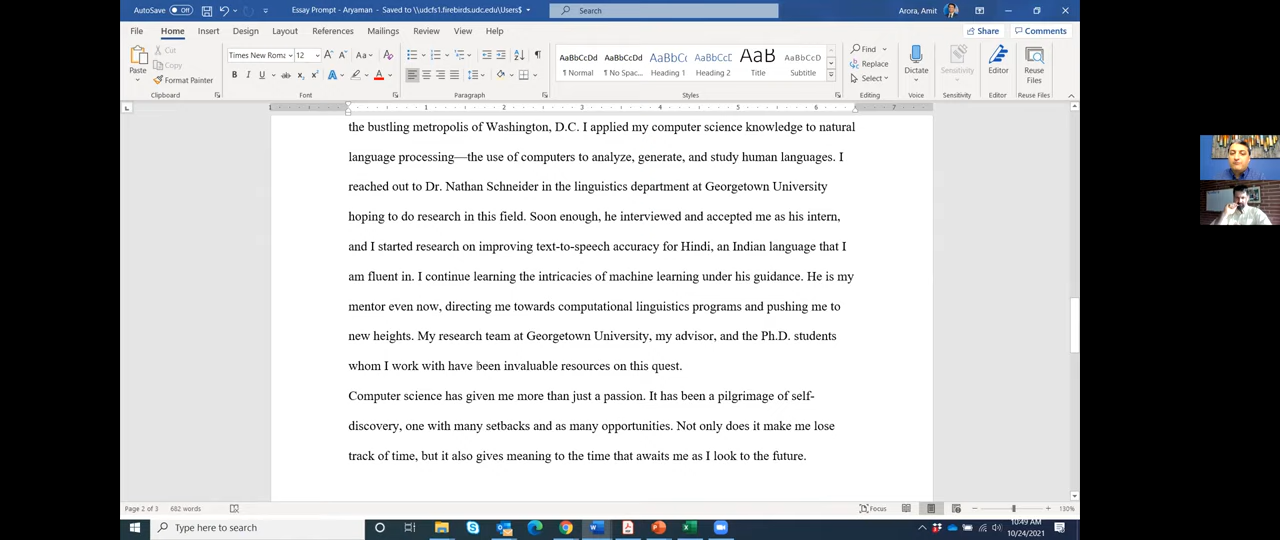 AutoSave Off Essay Prompt - Aryaman - Saved to \\udcfs1.firebirds.udc.edu\Users$ Search Arora, Amit
File Home Insert Design Layout References Mailings Review View Help Share Comments
Paste Cut Copy Format Painter
Times New Roma 12
AaBbCcDd AaBbCcDd AaBbC( AaBbCcC AaB AaBbCcD
1 Normal 1 No Spac... Heading 1 Heading 2 Title Subtitle
Find Replace Select
Dictate Sensitivity Editor Reuse Files
Clipboard Font Paragraph Styles Editing Voice Sensitivity Editor Reuse Files
1 1 2 3 4 5 6 7
the bustling metropolis of Washington, D.C. I applied my computer science knowledge to natural
language processing—the use of computers to analyze, generate, and study human languages. I
reached out to Dr. Nathan Schneider in the linguistics department at Georgetown University
hoping to do research in this field. Soon enough, he interviewed and accepted me as his intern,
and I started research on improving text-to-speech accuracy for Hindi, an Indian language that I
am fluent in. I continue learning the intricacies of machine learning under his guidance. He is my
mentor even now, directing me towards computational linguistics programs and pushing me to
new heights. My research team at Georgetown University, my advisor, and the Ph.D. students
whom I work with have been invaluable resources on this quest.
Computer science has given me more than just a passion. It has been a pilgrimage of self-
discovery, one with many setbacks and as many opportunities. Not only does it make me lose
track of time, but it also gives meaning to the time that awaits me as I look to the future.
Page 2 of 3 682 words Focus 130%
Type here to search 10:49 AM
10/24/2021